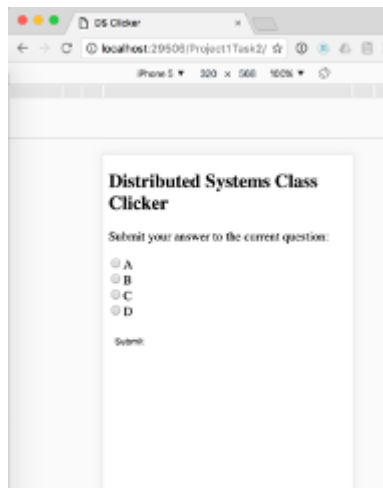 DS Clicker
localhost:29506/Project1Task2/
iPhone 5 ▼ 320 × 568 100% ▼
Distributed Systems Class
Clicker
Submit your answer to the current question:
A
B
C
D
Submit